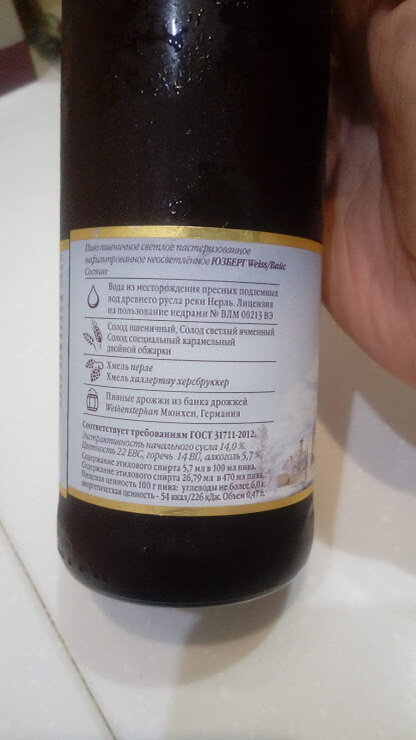 Пиво пшеничное светлое пастеризованное
нефильтрованное неосветлённое ЮЗБЕРГ Weiss/Вайс
Состав:
Вода из месторождения пресных подземных
вод древнего русла реки Нерль. Лицензия
на пользование недрами № ВЛМ 00213 ВЭ
Солод пшеничный, Солод светлый ячменный
Солод специальный карамельный
двойной обжарки
Хмель перле
Хмель халлертау херсбрукер
Пивные дрожжи из банка дрожжей
Weihenstephan Мюнхен, Германия
Соответствует требованиям ГОСТ 31711-2012.
Экстрактивность начального сусла 14,0 %.
Цветность 22 EBC, горечь 14 BU, алкоголь 5,7 %.
Содержание этилового спирта 5,7 мл в 100 мл пива.
Содержание этилового спирта 26,79 мл в 470 мл пива.
Пищевая ценность 100 г пива: углеводы не более 6,0 г,
энергетическая ценность - 54 ккал/226 кДж. Объем 0,47 л.